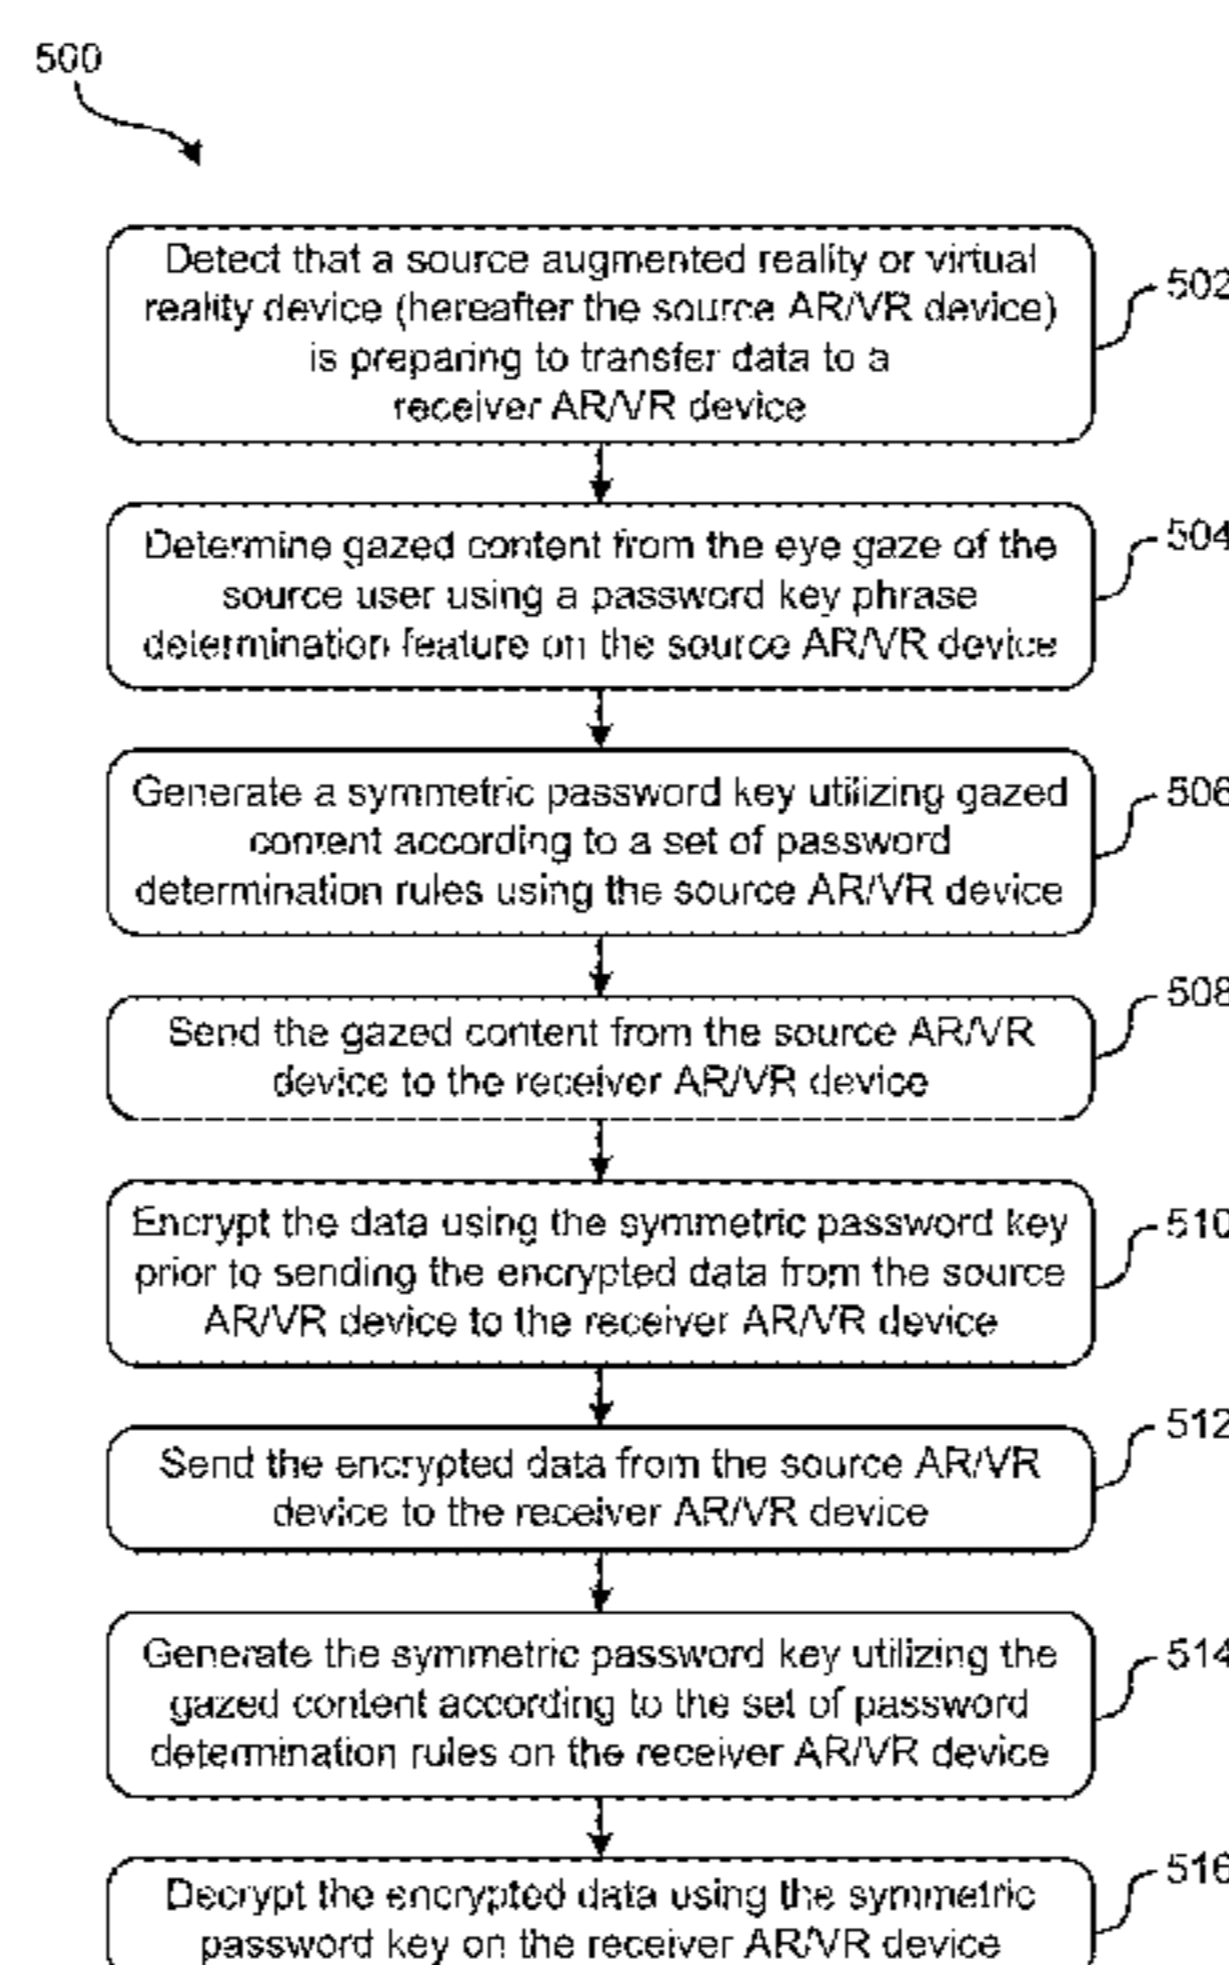 500
Detect that a source augmented reality or virtual
reality device (hereafter the source AR/VR device)
is preparing to transfer data to a
receiver AR/VR device
502
Determine gazed content from the eye gaze of the
source user using a password key phrase
determination feature on the source AR/VR device
504
Generate a symmetric password key utilizing gazed
content according to a set of password
determination rules using the source AR/VR device
506
Send the gazed content from the source AR/VR
device to the receiver AR/VR device
508
Encrypt the data using the symmetric password key
prior to sending the encrypted data from the source
AR/VR device to the receiver AR/VR device
510
Send the encrypted data from the source AR/VR
device to the receiver AR/VR device
512
Generate the symmetric password key utilizing the
gazed content according to the set of password
determination rules on the receiver AR/VR device
514
Decrypt the encrypted data using the symmetric
password key on the receiver AR/VR device
516